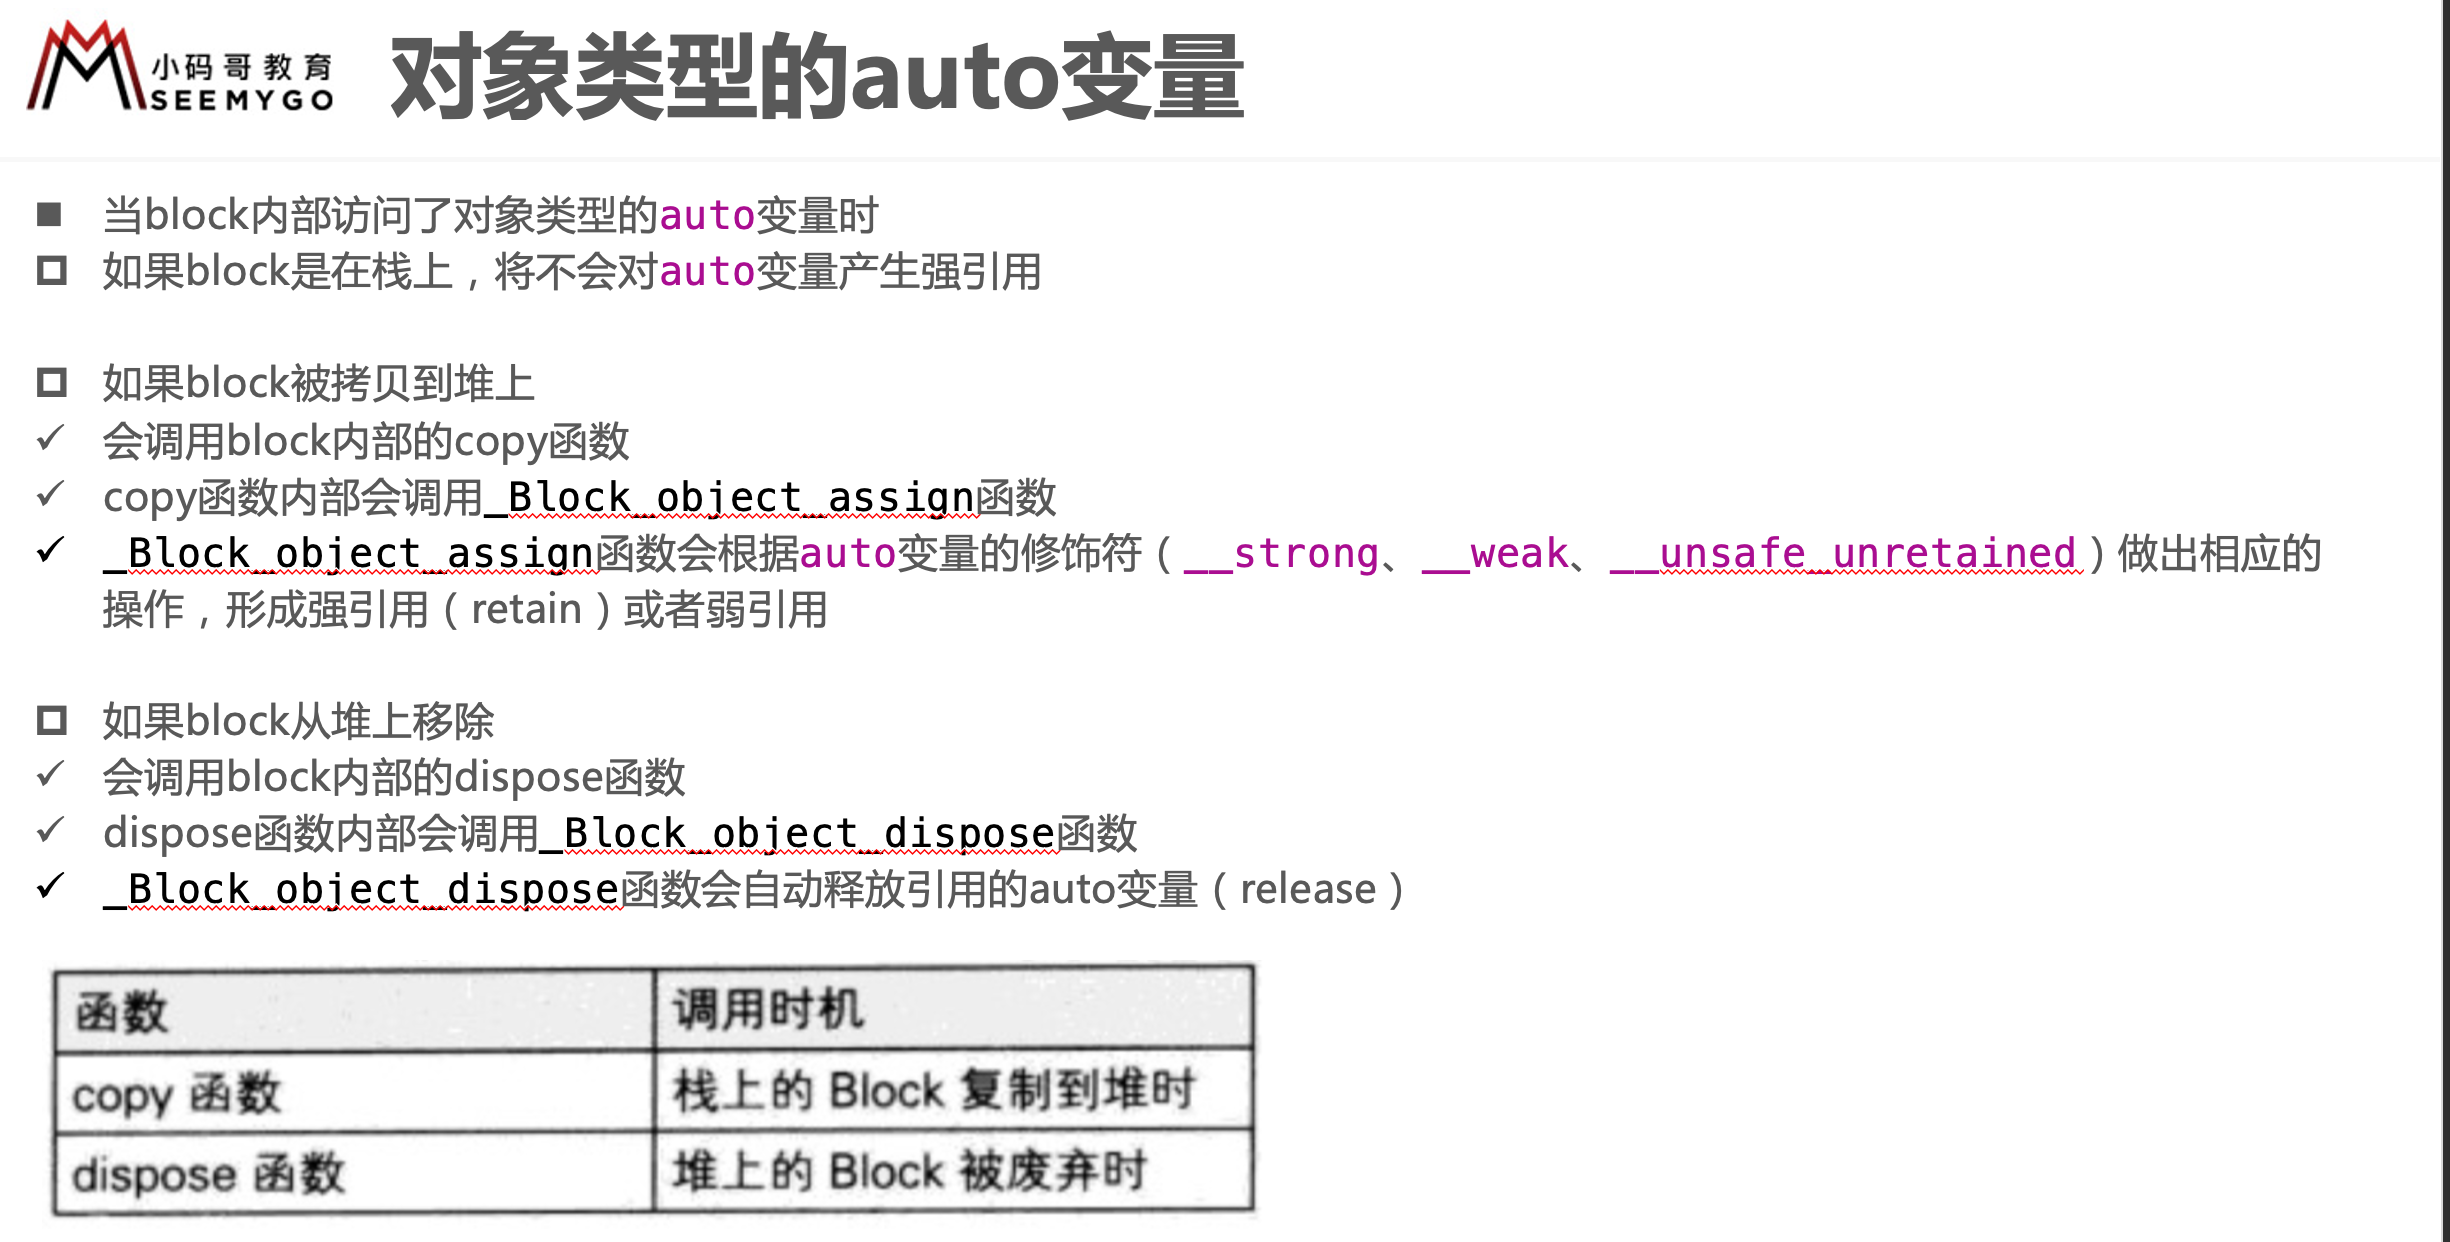 小码哥教育
SEEMYGO
对象类型的auto变量
当block内部访问了对象类型的auto变量时
如果block是在栈上，将不会对auto变量产生强引用
如果block被拷贝到堆上
会调用block内部的copy函数
copy函数内部会调用_Block_object_assign函数
_Block_object_assign函数会根据auto变量的修饰符（__strong、__weak、__unsafe_unretained）做出相应的
操作，形成强引用（retain）或者弱引用
如果block从堆上移除
会调用block内部的dispose函数
dispose函数内部会调用_Block_object_dispose函数
_Block_object_dispose函数会自动释放引用的auto变量（release）
函数 调用时机
copy 函数 栈上的 Block 复制到堆时
dispose 函数 堆上的 Block 被废弃时